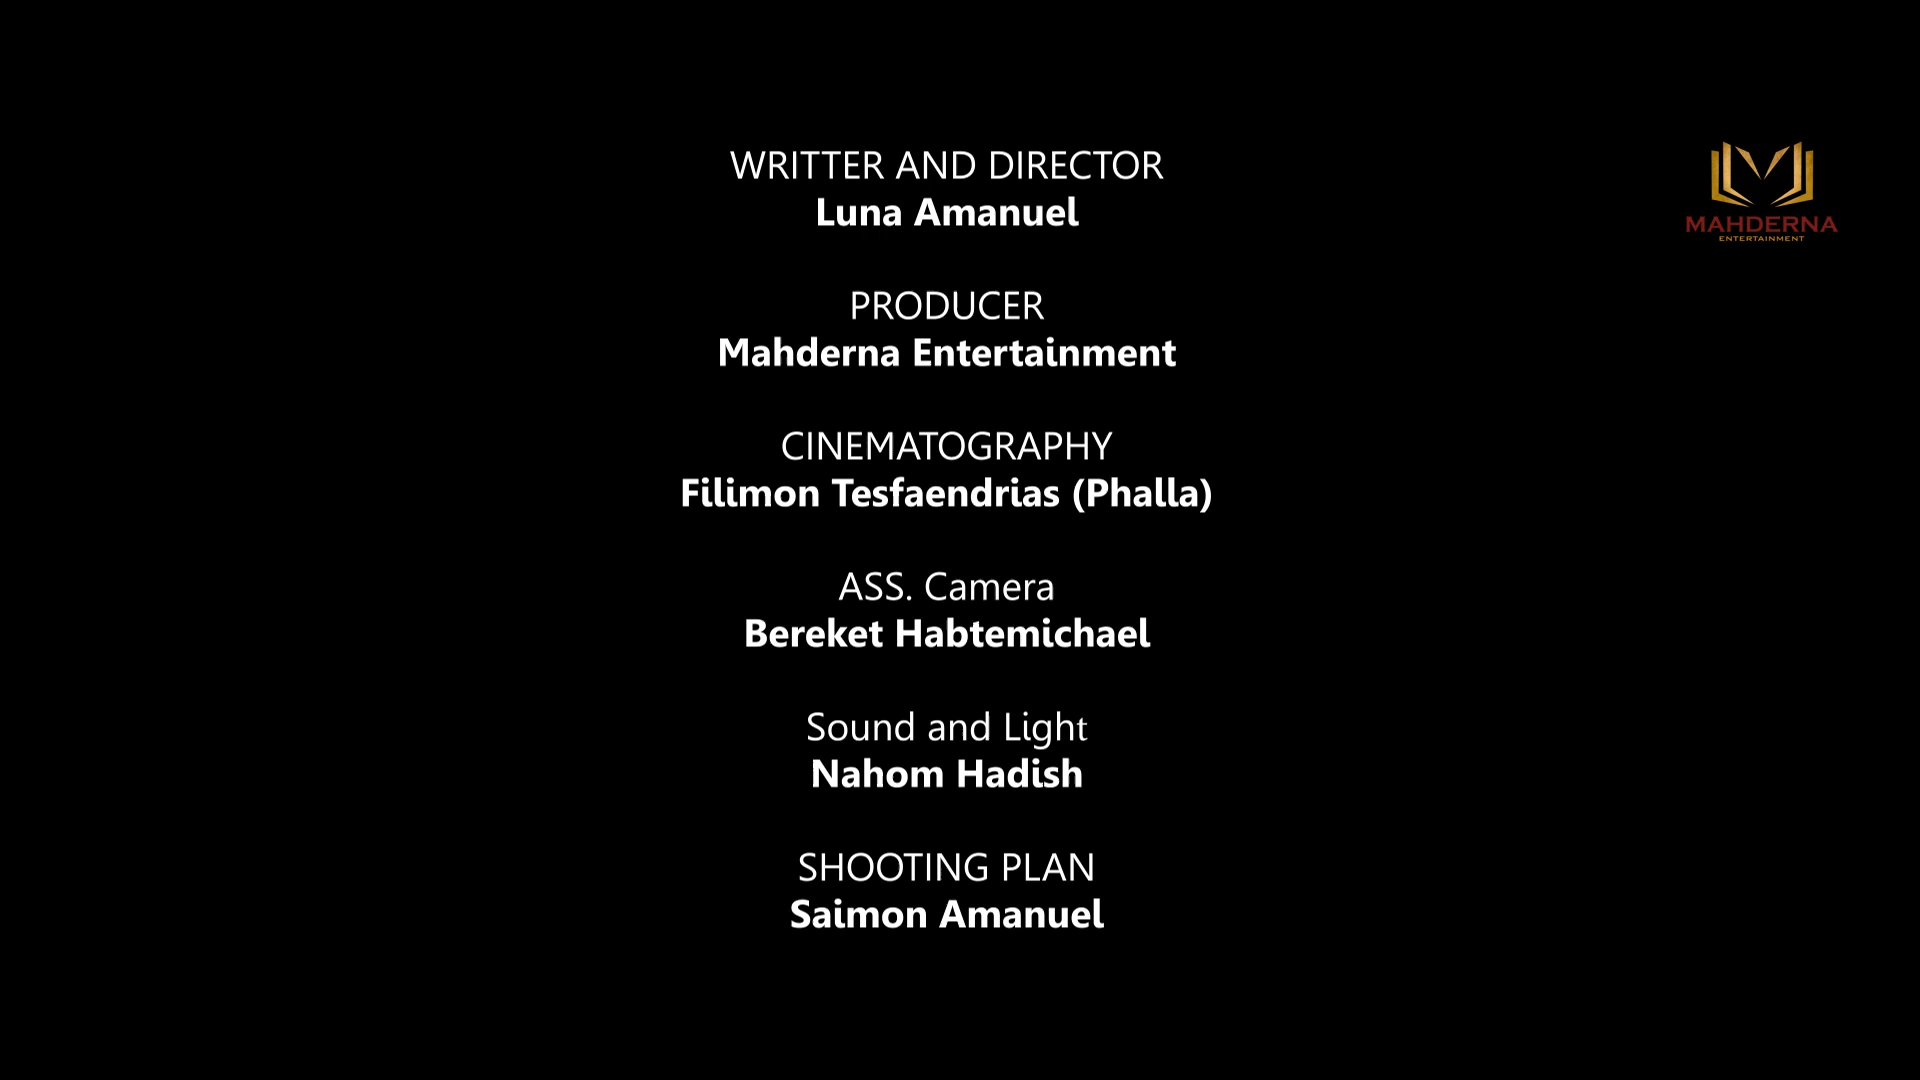 WRITTER AND DIRECTOR
Luna Amanuel
PRODUCER
Mahderna Entertainment
CINEMATOGRAPHY
Filimon Tesfaendrias (Phalla)
ASS. Camera
Bereket Habtemichael
Sound and Light
Nahom Hadish
SHOOTING PLAN
Saimon Amanuel
MAHDERNA
ENTERTAINMENT